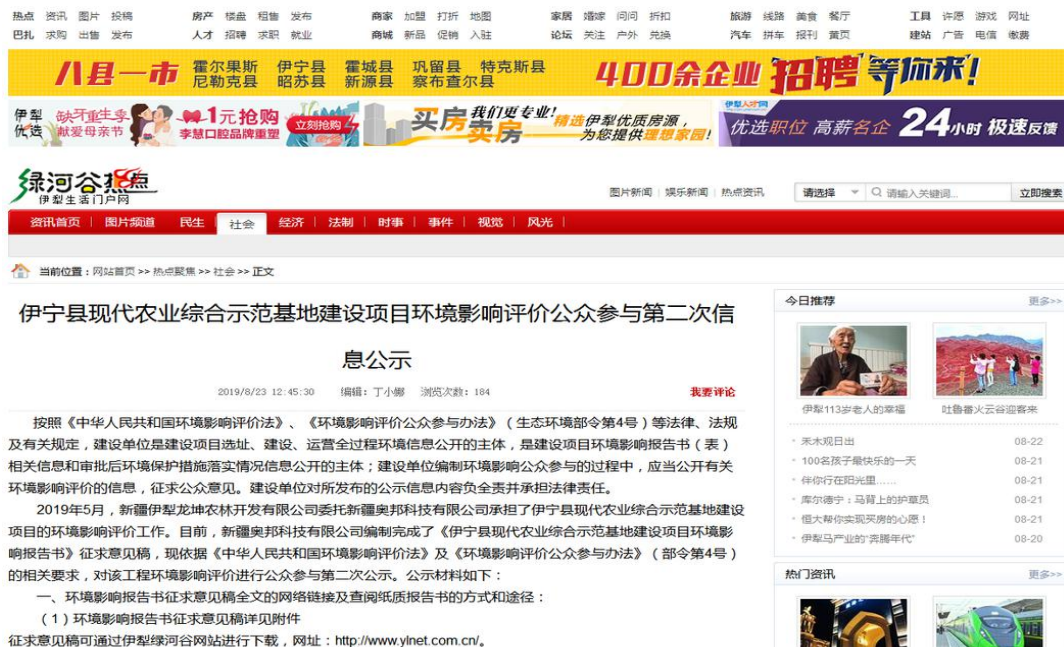 热点 资讯 图片 投稿 房产 楼盘 租售 发布 商家 加盟 打折 地图 家居 婚嫁 问问 折扣 旅游 线路 美食 餐厅 工具 许愿 游戏 网址
巴扎 求购 出售 发布 人才 招聘 求职 就业 商城 新品 促销 入驻 论坛 关注 户外 兑换 汽车 拼车 报刊 黄页 建站 广告 电信 缴费
八县一市 霍尔果斯 伊宁县 霍城县 巩留县 特克斯县 400余企业招聘等你来!
尼勒克县 昭苏县 新源县 察布查尔县
伊犁优选 缺牙重生季 献爱母亲节 1元抢购 李慧口腔品牌重塑 立刻抢购
买房卖房 我们更专业! 精选伊犁优质房源, 为您提供理想家园!
伊犁人才网 优选职位 高薪名企 24小时 极速反馈
绿河谷热点
伊犁生活门户网
图片新闻 | 娱乐新闻 | 热点资讯 请选择 请输入关键词... 立即搜索
资讯首页 | 图片频道 民生 | 社会 经济 | 法制 | 时事 | 事件 | 视觉 | 风光 |
当前位置：网站首页 >> 热点聚焦 >> 社会 >> 正文
伊宁县现代农业综合示范基地建设项目环境影响评价公众参与第二次信
息公示
2019/8/23 12:45:30 编辑：丁小娜 浏览次数：184 我要评论
按照《中华人民共和国环境影响评价法》、《环境影响评价公众参与办法》（生态环境部令第4号）等法律、法规
及有关规定，建设单位是建设项目选址、建设、运营全过程环境信息公开的主体，是建设项目环境影响报告书（表）
相关信息和审批后环境保护措施落实情况信息公开的主体；建设单位编制环境影响公众参与的过程中，应当公开有关
环境影响评价的信息，征求公众意见。建设单位对所发布的公示信息内容负全责并承担法律责任。
2019年5月，新疆伊犁龙坤农林开发有限公司委托新疆奥邦科技有限公司承担了伊宁县现代农业综合示范基地建设
项目的环境影响评价工作。目前，新疆奥邦科技有限公司编制完成了《伊宁县现代农业综合示范基地建设项目环境影
响报告书》征求意见稿，现依据《中华人民共和国环境影响评价法》及《环境影响评价公众参与办法》（部令第4号）
的相关要求，对该工程环境影响评价进行公众参与第二次公示。公示材料如下：
一、环境影响报告书征求意见稿全文的网络链接及查阅纸质报告书的方式和途径：
（1）环境影响报告书征求意见稿详见附件
征求意见稿可通过伊犁绿河谷网站进行下载，网址：http://www.ylnet.com.cn/。
今日推荐 更多>>
伊犁113岁老人的幸福 吐鲁番火云谷迎客来
禾木观日出 08-22
100名孩子最快乐的一天 08-21
伴你行在阳光里...... 08-21
库尔德宁：马背上的护草员 08-21
恒大帮你实现买房的心愿！ 08-21
伊犁马产业的“奔腾年代” 08-20
热门资讯 更多>>